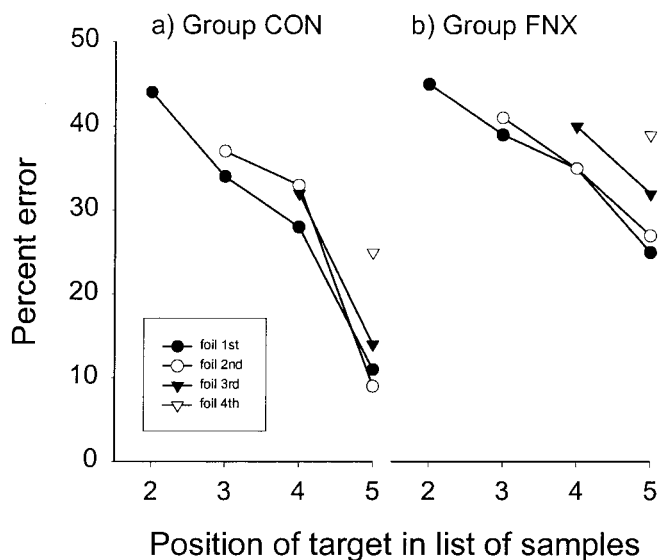 a) Group CON
b) Group FNX
50
40
30
20
10
0
Percent error
foil 1st
foil 2nd
foil 3rd
foil 4th
2 3 4 5
2 3 4 5
Position of target in list of samples